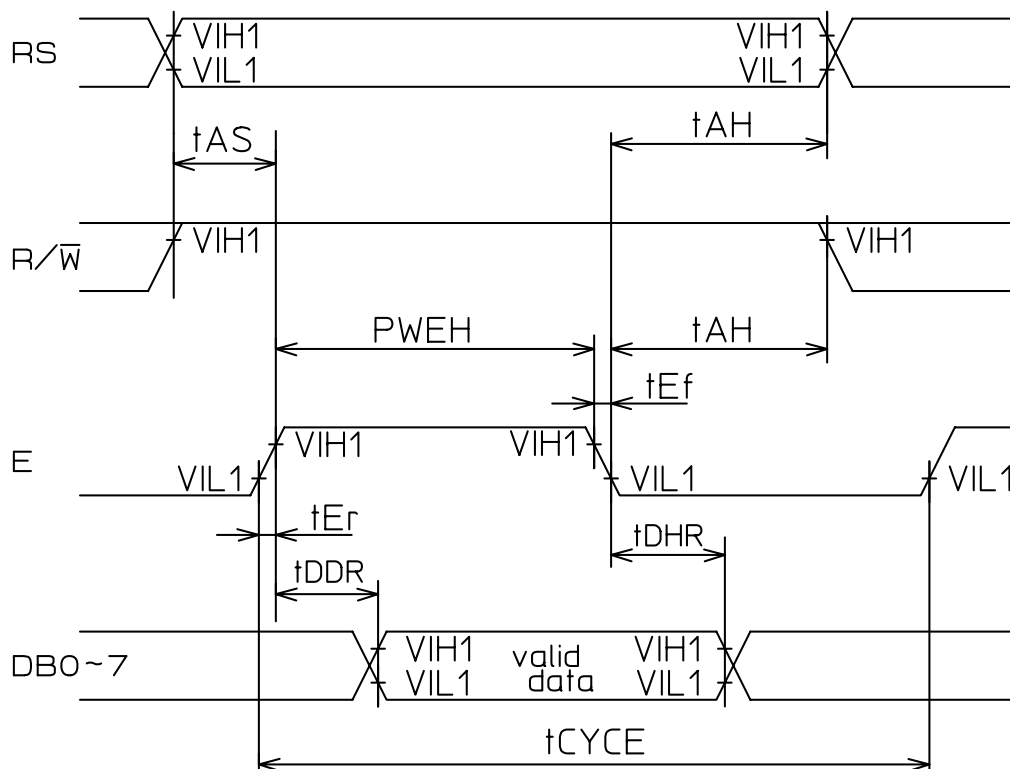 RS
VIH1
VIH1
VIL1
VIL1
tAS
tAH
R/W̅
VIH1
VIH1
PWEH
tAH
tEf
E
VIH1
VIH1
VIL1
VIL1
VIL1
tEr
tDHR
tDDR
DB0~7
VIH1
valid
VIH1
VIL1
data
VIL1
tCYCE